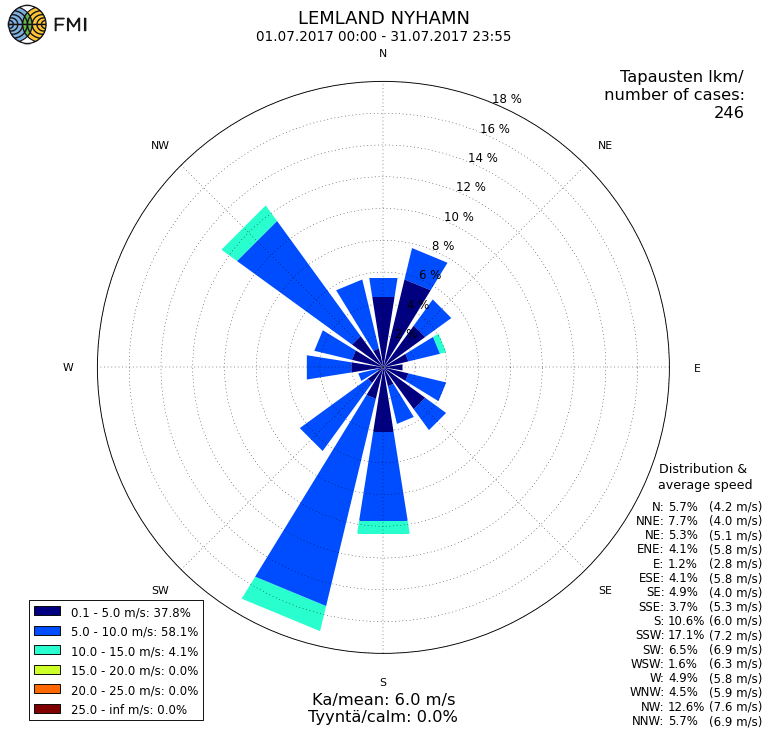 FMI
LEMLAND NYHAMN
01.07.2017 00:00 - 31.07.2017 23:55
N
Tapausten lkm/
number of cases:
246
18 %
16 %
14 %
12 %
10 %
8 %
6 %
4 %
NW
NE
W
E
SW
SE
S
Distribution &
average speed
N: 5.7% (4.2 m/s)
NNE: 7.7% (4.0 m/s)
NE: 5.3% (5.1 m/s)
ENE: 4.1% (5.8 m/s)
E: 1.2% (2.8 m/s)
ESE: 4.1% (5.8 m/s)
SE: 4.9% (4.0 m/s)
SSE: 3.7% (5.3 m/s)
S: 10.6% (6.0 m/s)
SSW: 17.1% (7.2 m/s)
SW: 6.5% (6.9 m/s)
WSW: 1.6% (6.3 m/s)
W: 4.9% (5.8 m/s)
WNW: 4.5% (5.9 m/s)
NW: 12.6% (7.6 m/s)
NNW: 5.7% (6.9 m/s)
0.1 - 5.0 m/s: 37.8%
5.0 - 10.0 m/s: 58.1%
10.0 - 15.0 m/s: 4.1%
15.0 - 20.0 m/s: 0.0%
20.0 - 25.0 m/s: 0.0%
25.0 - inf m/s: 0.0%
Ka/mean: 6.0 m/s
Tyyntä/calm: 0.0%